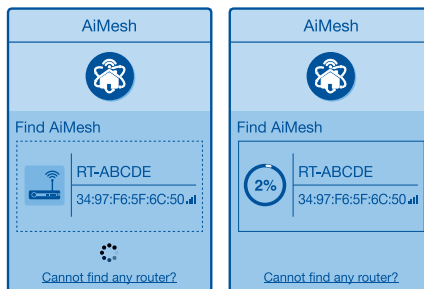 AiMesh
Find AiMesh
RT-ABCDE
34:97:F6:5F:6C:50
Cannot find any router?
AiMesh
Find AiMesh
2%
RT-ABCDE
34:97:F6:5F:6C:50
Cannot find any router?